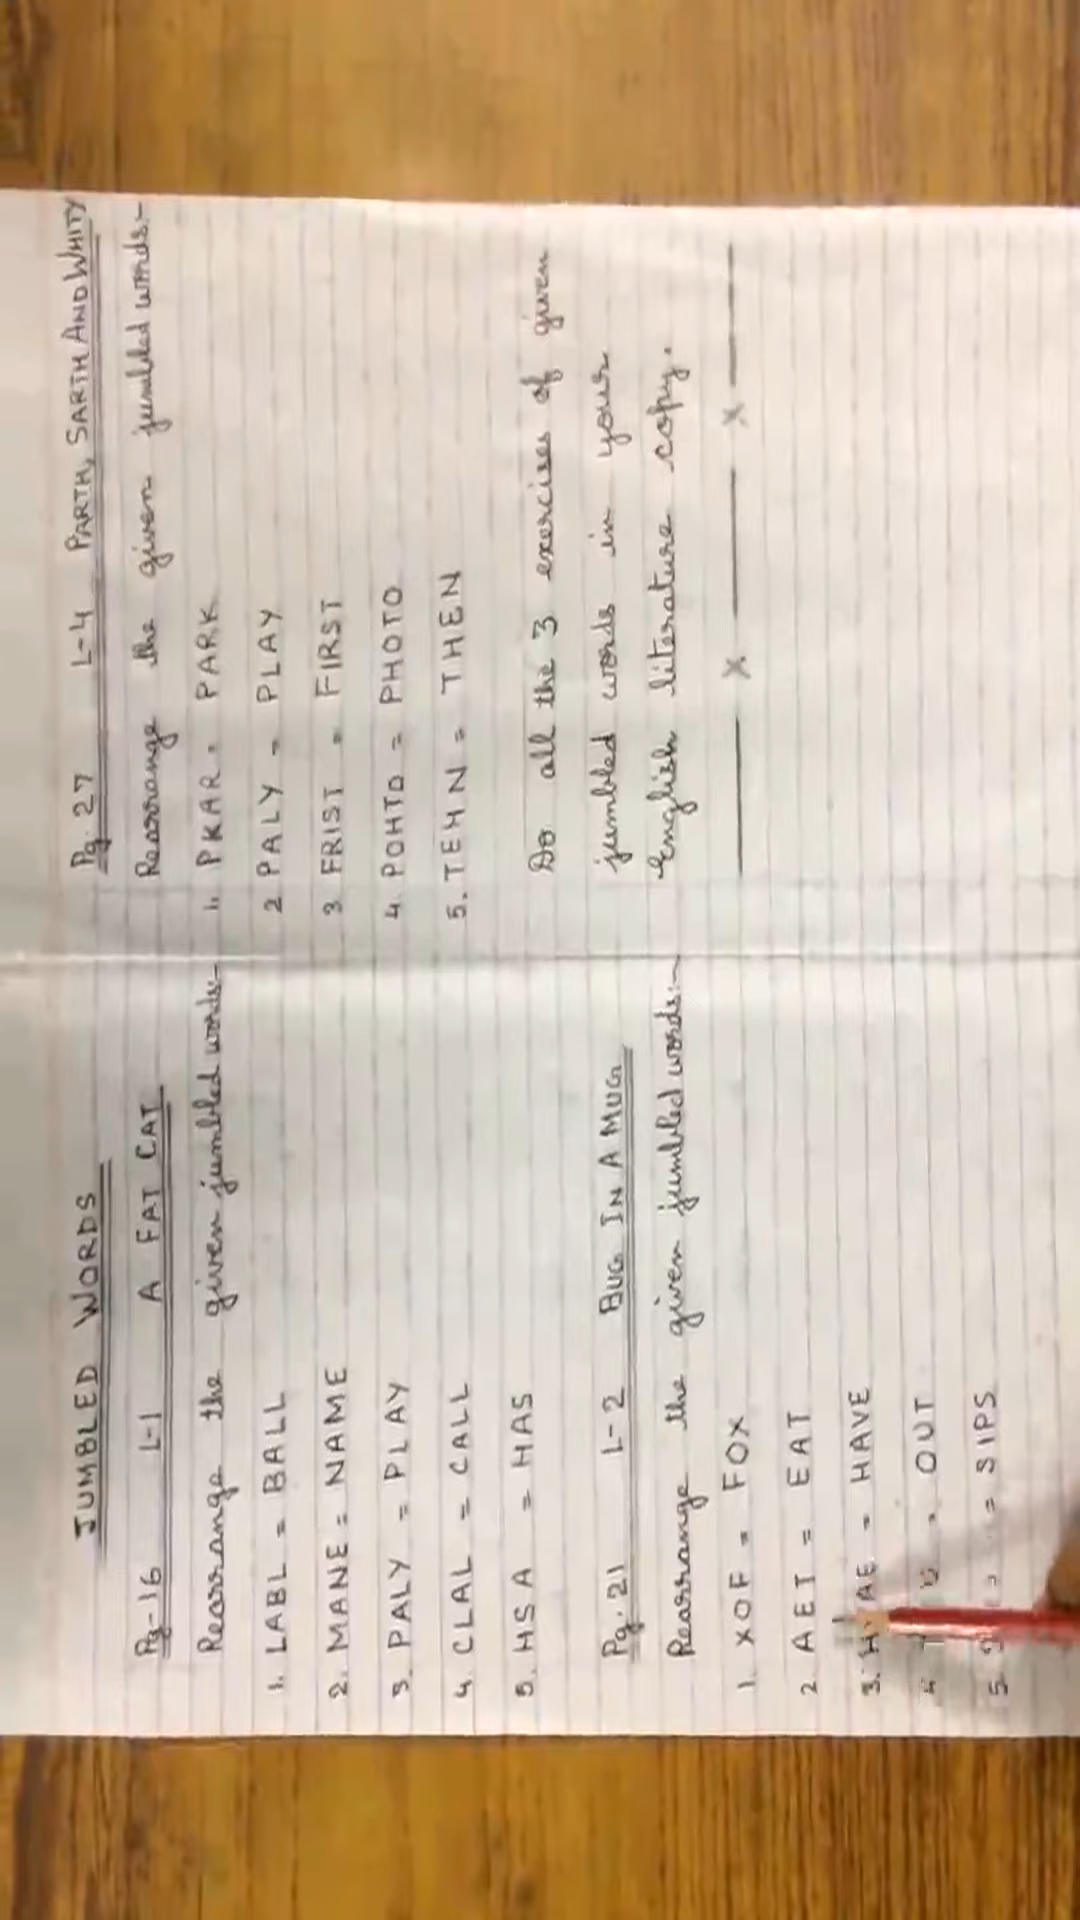 JUMBLED WORDS
Pg-16 L-1 A FAT CAT
Rearrange the given jumbled words-
1. LABL = BALL
2. MANE = NAME
3. PALY = PLAY
4. CLAL = CALL
5. HSA = HAS
Pg. 21 L-2 BUG IN A MUG
Rearrange the given jumbled words:-
1. XOF = FOX
2 AET = EAT
3. = HAVE
4 = OUT
5. = SIPS
Pg. 27 L-4 PARTH, SARTH AND WHITY
Rearrange the given jumbled words:-
1. PKAR = PARK
2 PALY = PLAY
3 FRIST = FIRST
4. POHTO = PHOTO
5. TEHN = THEN
Do all the 3 exercises of given
jumbled words in your
English literature copy.
x x